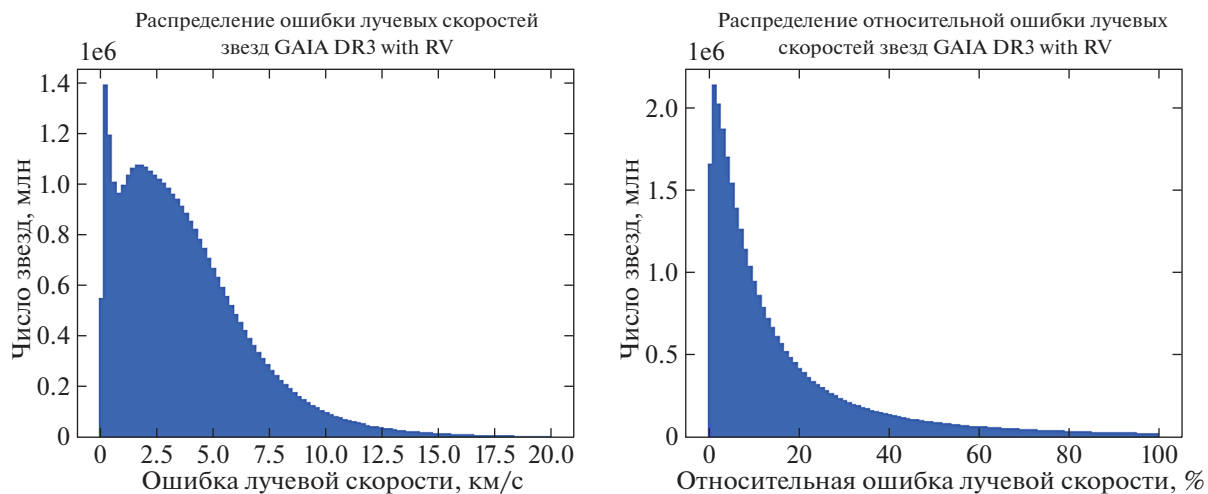 Распределение ошибки лучевых скоростей
звезд GAIA DR3 with RV
1e6
1.4
1.2
1.0
0.8
0.6
0.4
0.2
0
Число звезд, млн
0 2.5 5.0 7.5 10.0 12.5 15.0 17.5 20.0
Ошибка лучевой скорости, км/с
Распределение относительной ошибки лучевых
скоростей звезд GAIA DR3 with RV
1e6
2.0
1.5
1.0
0.5
0
Число звезд, млн
0 20 40 60 80 100
Относительная ошибка лучевой скорости, %